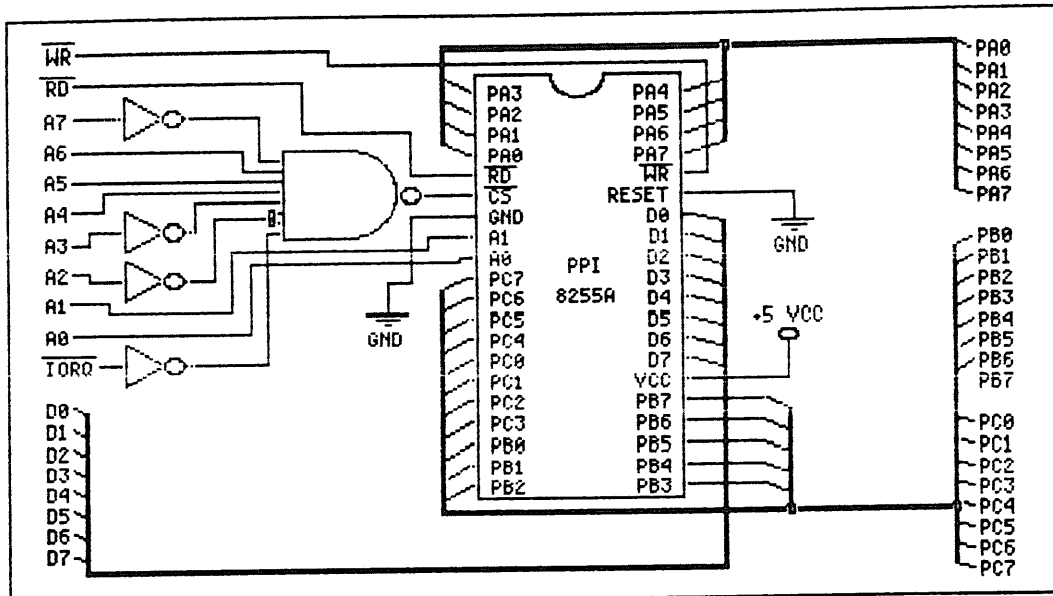 WR
RD
A7
A6
A5
A4
A3
A2
A1
A0
IORQ
D0
D1
D2
D3
D4
D5
D6
D7
GND
PA3
PA2
PA1
PA0
RD
CS
GND
A1
A0
PC7
PC6
PC5
PC4
PC0
PC1
PC2
PC3
PB0
PB1
PB2
PPI
8255A
PA4
PA5
PA6
PA7
WR
RESET
D0
D1
D2
D3
D4
D5
D6
D7
VCC
PB7
PB6
PB5
PB4
PB3
GND
+5 VCC
PA0
PA1
PA2
PA3
PA4
PA5
PA6
PA7
PB0
PB1
PB2
PB3
PB4
PB5
PB6
PB7
PC0
PC1
PC2
PC3
PC4
PC5
PC6
PC7